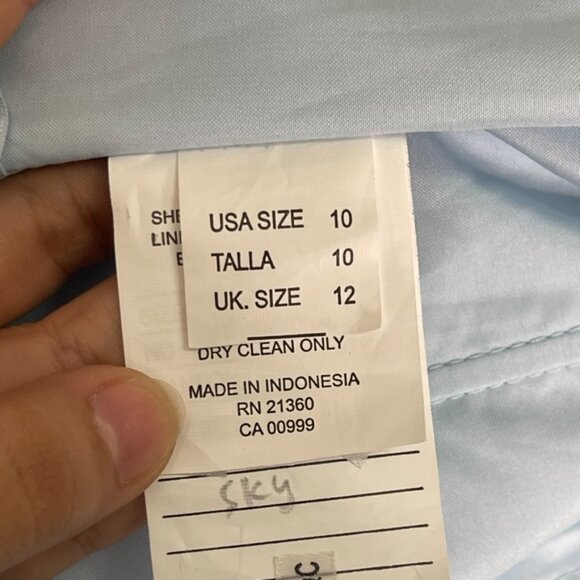 USA SIZE 10
TALLA 10
UK. SIZE 12
DRY CLEAN ONLY
MADE IN INDONESIA
RN 21360
CA 00999
SKY